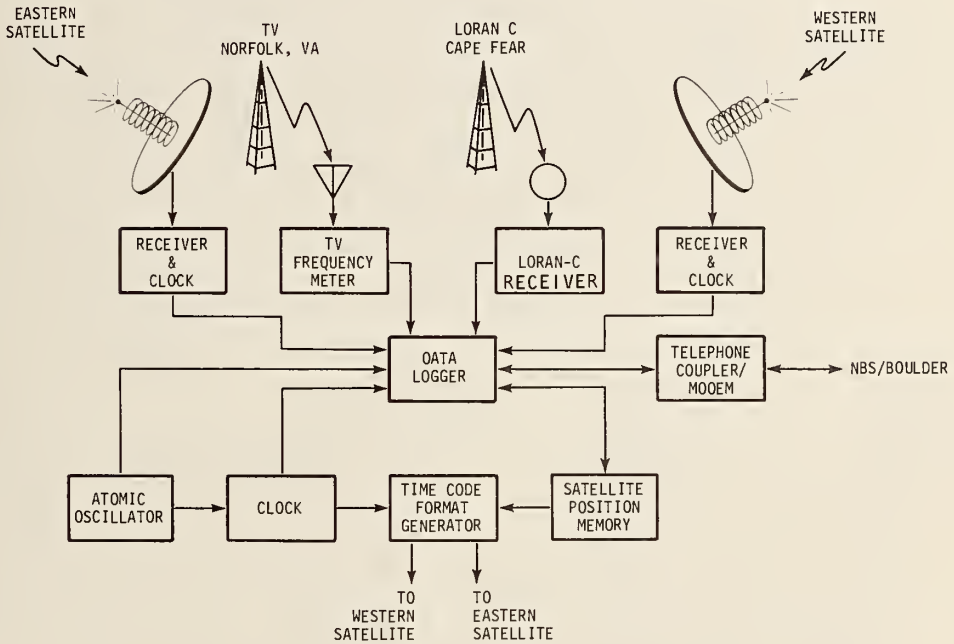 EASTERN
SATELLITE
TV
NORFOLK, VA
LORAN C
CAPE FEAR
WESTERN
SATELLITE
RECEIVER
&
CLOCK
TV
FREQUENCY
METER
LORAN-C
RECEIVER
RECEIVER
&
CLOCK
OATA
LOGGER
TELEPHONE
COUPLER/
MOOEM
NBS/BOULDER
ATOMIC
OSCILLATOR
CLOCK
TIME CODE
FORMAT
GENERATOR
SATELLITE
POSITION
MEMORY
TO
WESTERN
SATELLITE
TO
EASTERN
SATELLITE